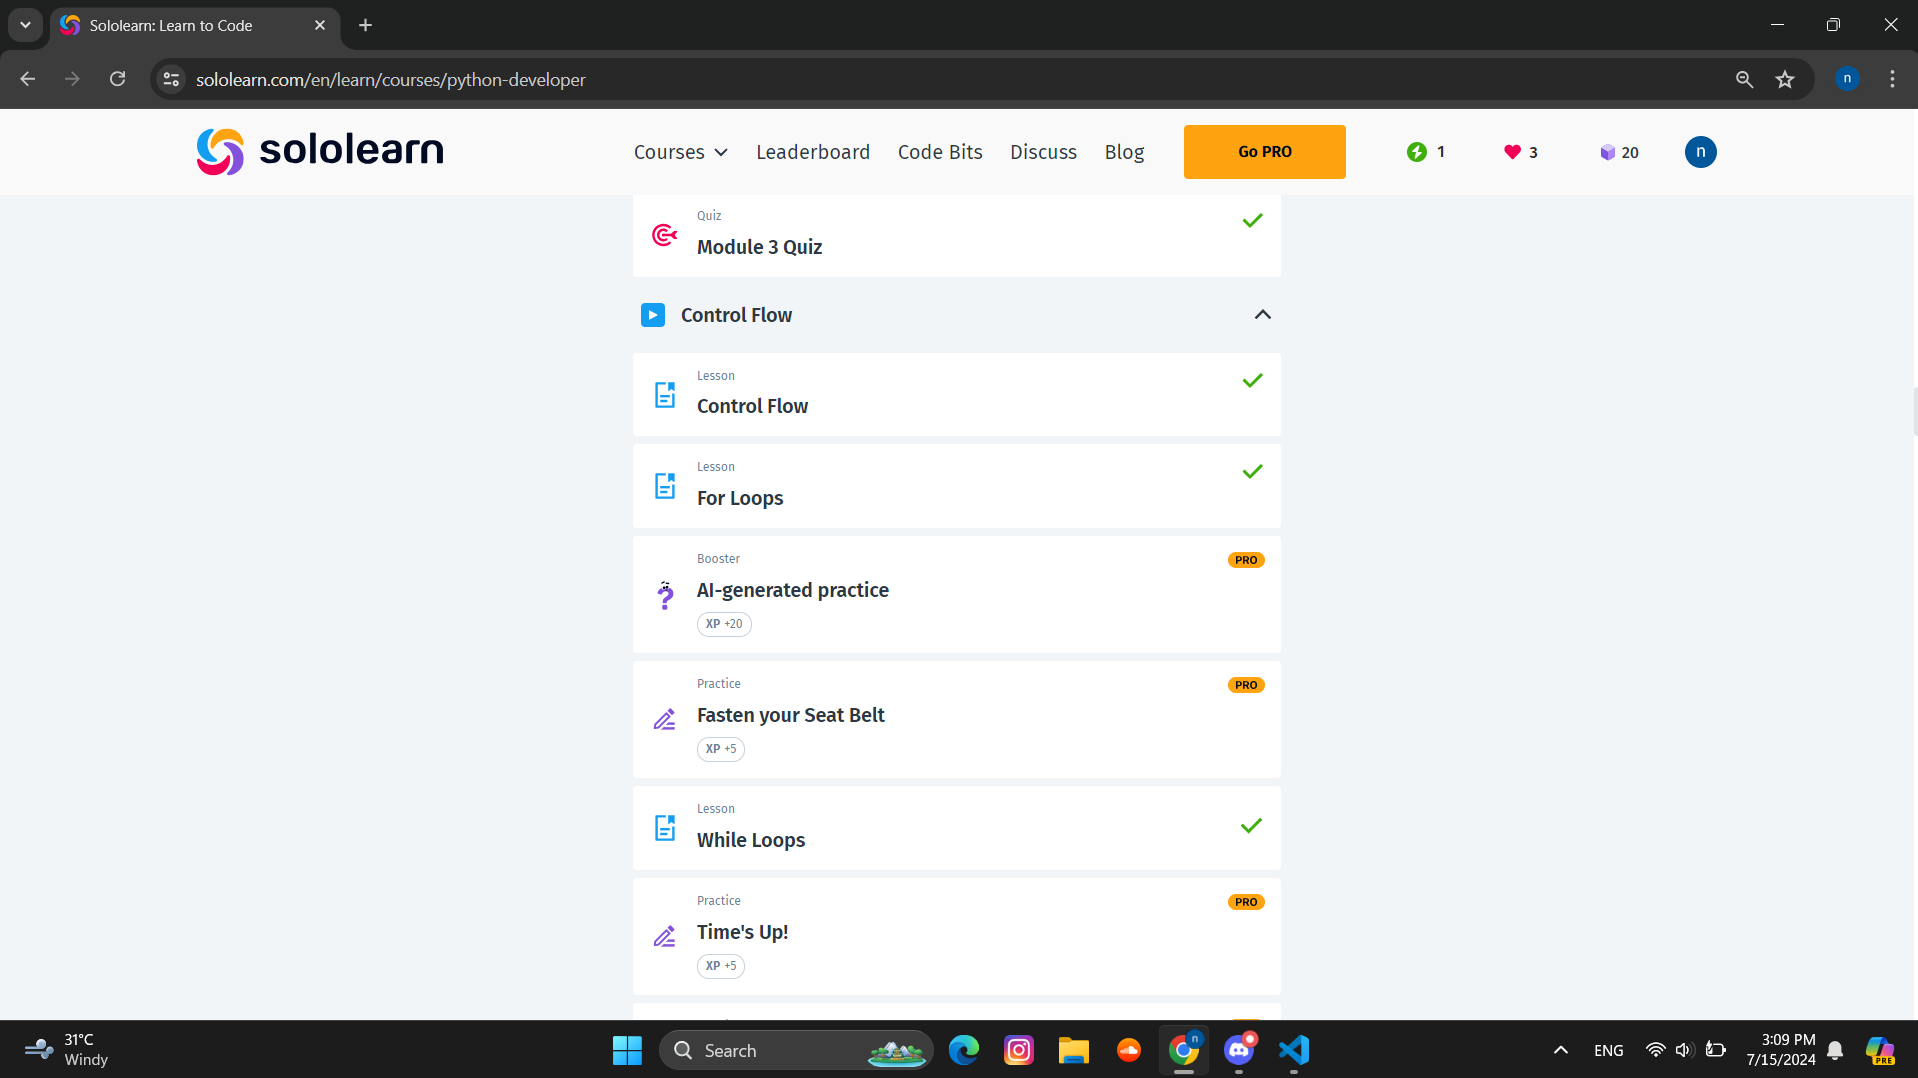 Sololearn: Learn to Code
sololearn.com/en/learn/courses/python-developer
n
sololearn
Courses
Leaderboard
Code Bits
Discuss
Blog
Go PRO
1
3
20
n
Quiz
Module 3 Quiz
Control Flow
Lesson
Control Flow
Lesson
For Loops
Booster
PRO
AI-generated practice
XP +20
Practice
PRO
Fasten your Seat Belt
XP +5
Lesson
While Loops
Practice
PRO
Time's Up!
XP +5
31°C
Windy
Search
n
ENG
3:09 PM
7/15/2024
PRE